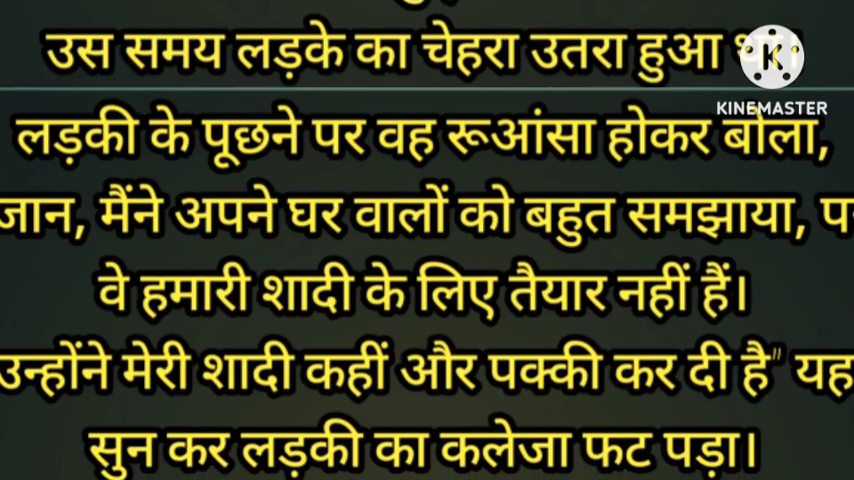 उस समय लड़के का चेहरा उतरा हुआ था।
KINEMASTER
लड़की के पूछने पर वह रूआंसा होकर बोला,
जान, मैंने अपने घर वालों को बहुत समझाया,
वे हमारी शादी के लिए तैयार नहीं हैं।
उन्होंने मेरी शादी कहीं और पक्की कर दी है" यह
सुन कर लड़की का कलेजा फट पड़ा।